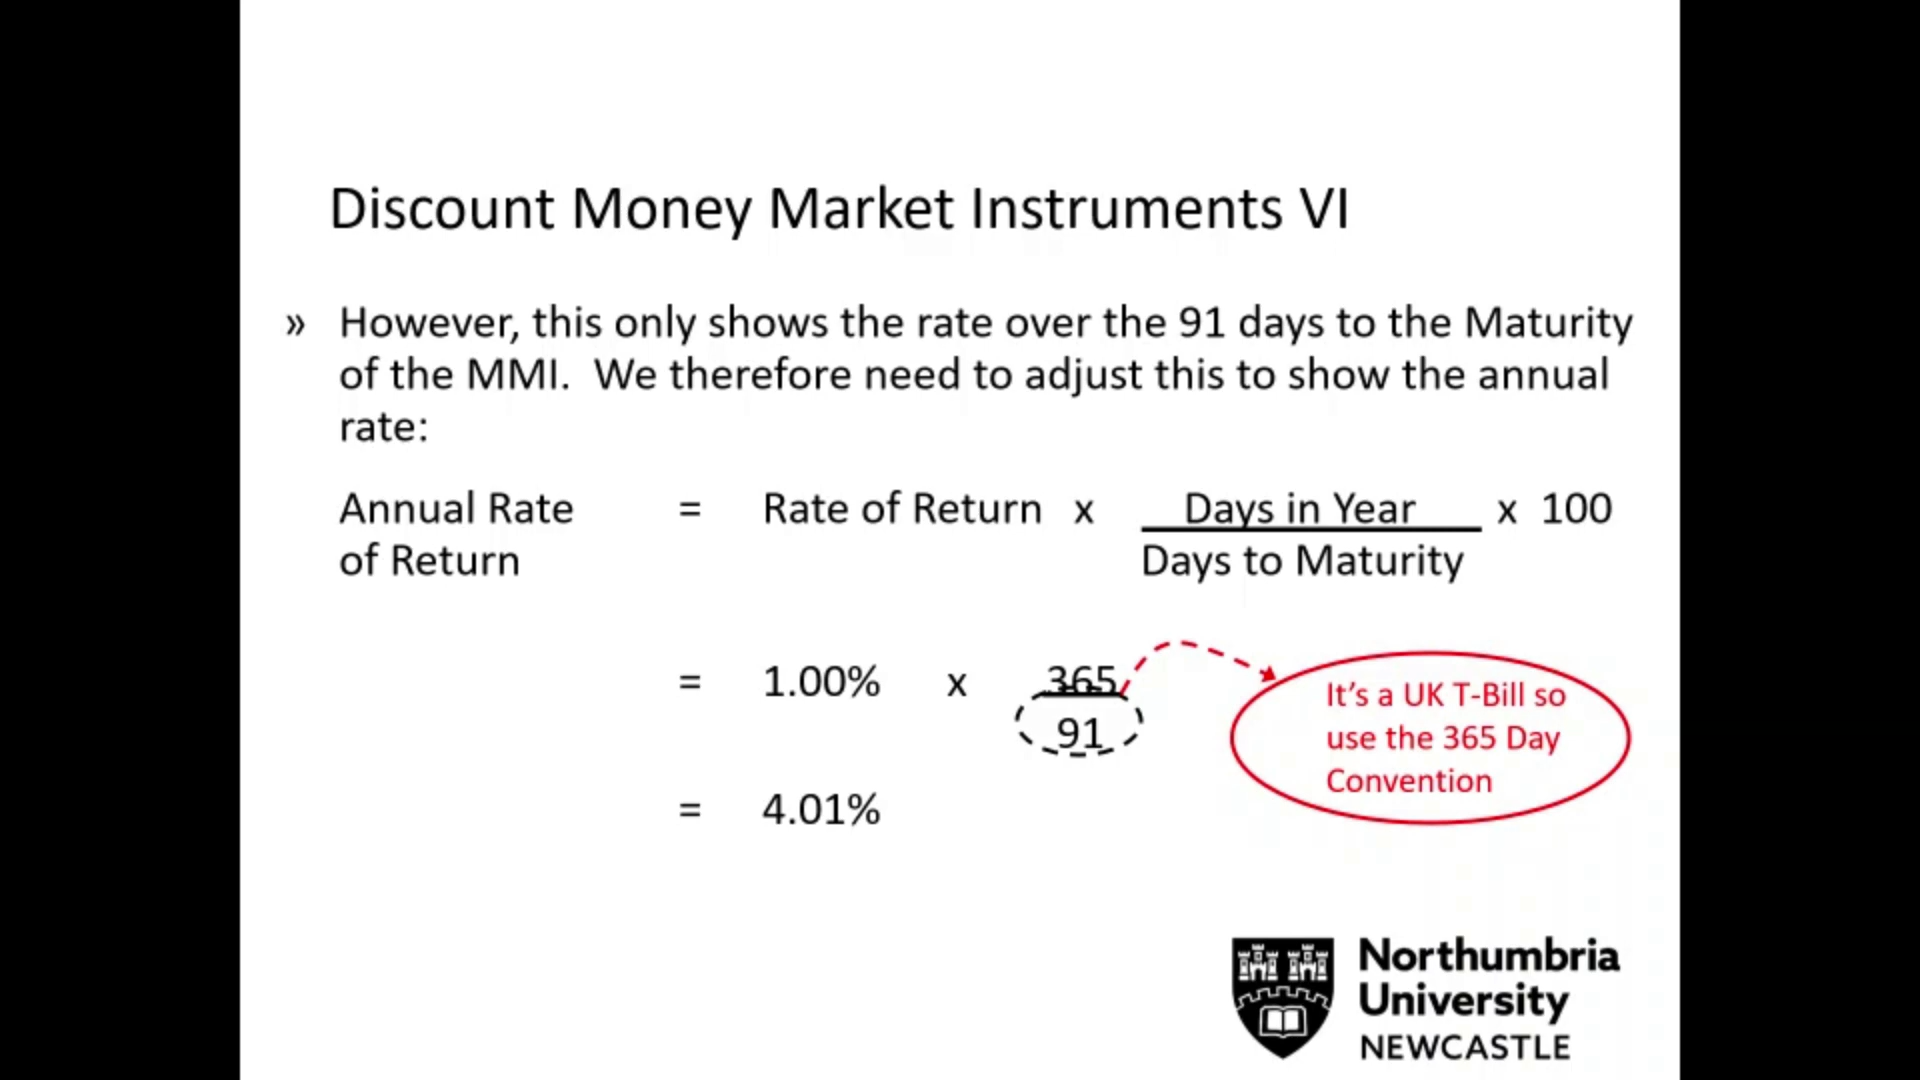 Discount Money Market Instruments VI
» However, this only shows the rate over the 91 days to the Maturity
of the MMI. We therefore need to adjust this to show the annual
rate:
Annual Rate = Rate of Return x Days in Year x 100
of Return Days to Maturity
= 1.00% x 365
91
= 4.01%
It's a UK T-Bill so
use the 365 Day
Convention
Northumbria
University
NEWCASTLE